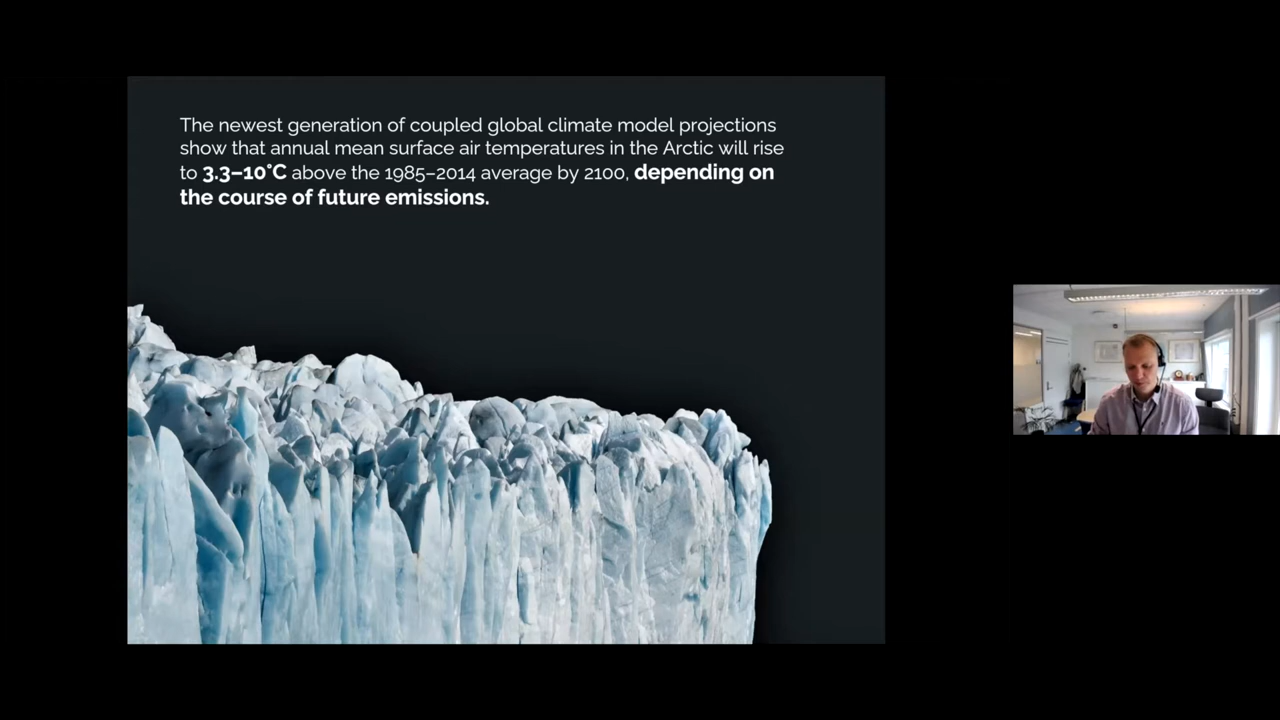 The newest generation of coupled global climate model projections
show that annual mean surface air temperatures in the Arctic will rise
to 3.3–10°C above the 1985–2014 average by 2100, depending on
the course of future emissions.